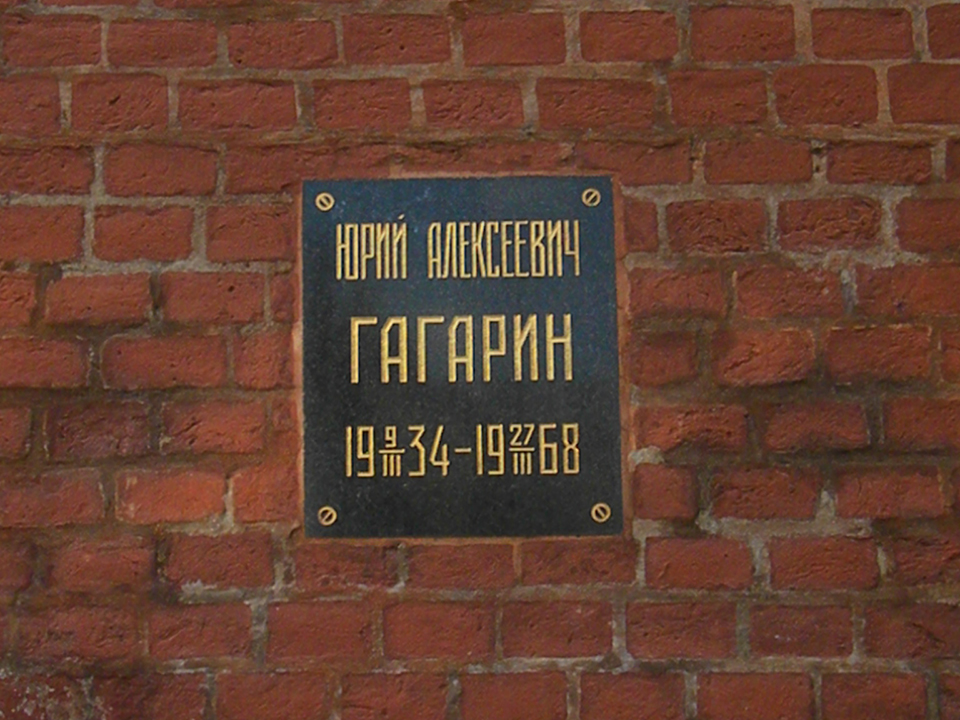 ЮРИЙ АЛЕКСЕЕВИЧ
ГАГАРИН
19 9/III 34-19 27/III 68